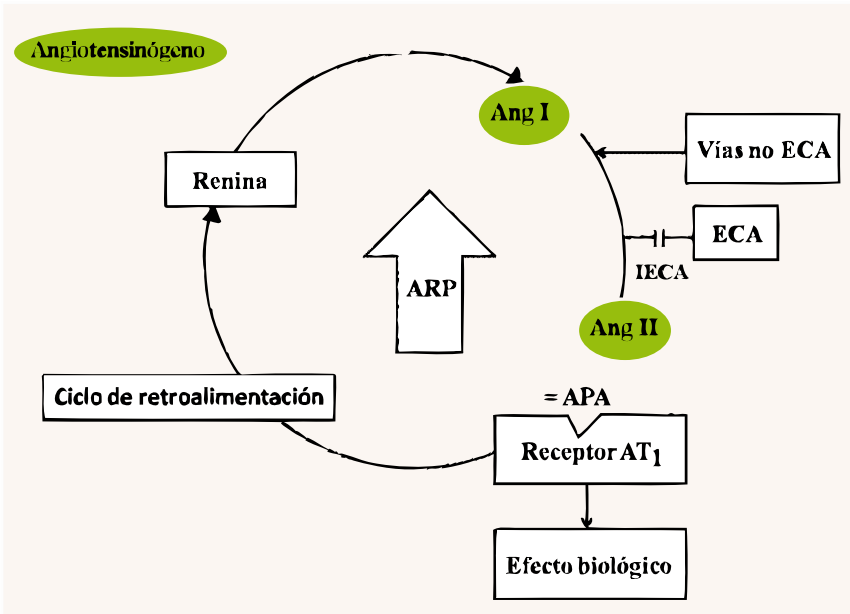 Angiotensinógeno
Ang I
Vías no ECA
Renina
ECA
IECA
ARP
Ang II
Ciclo de retroalimentación
= APA
Receptor AT1
Efecto biológico